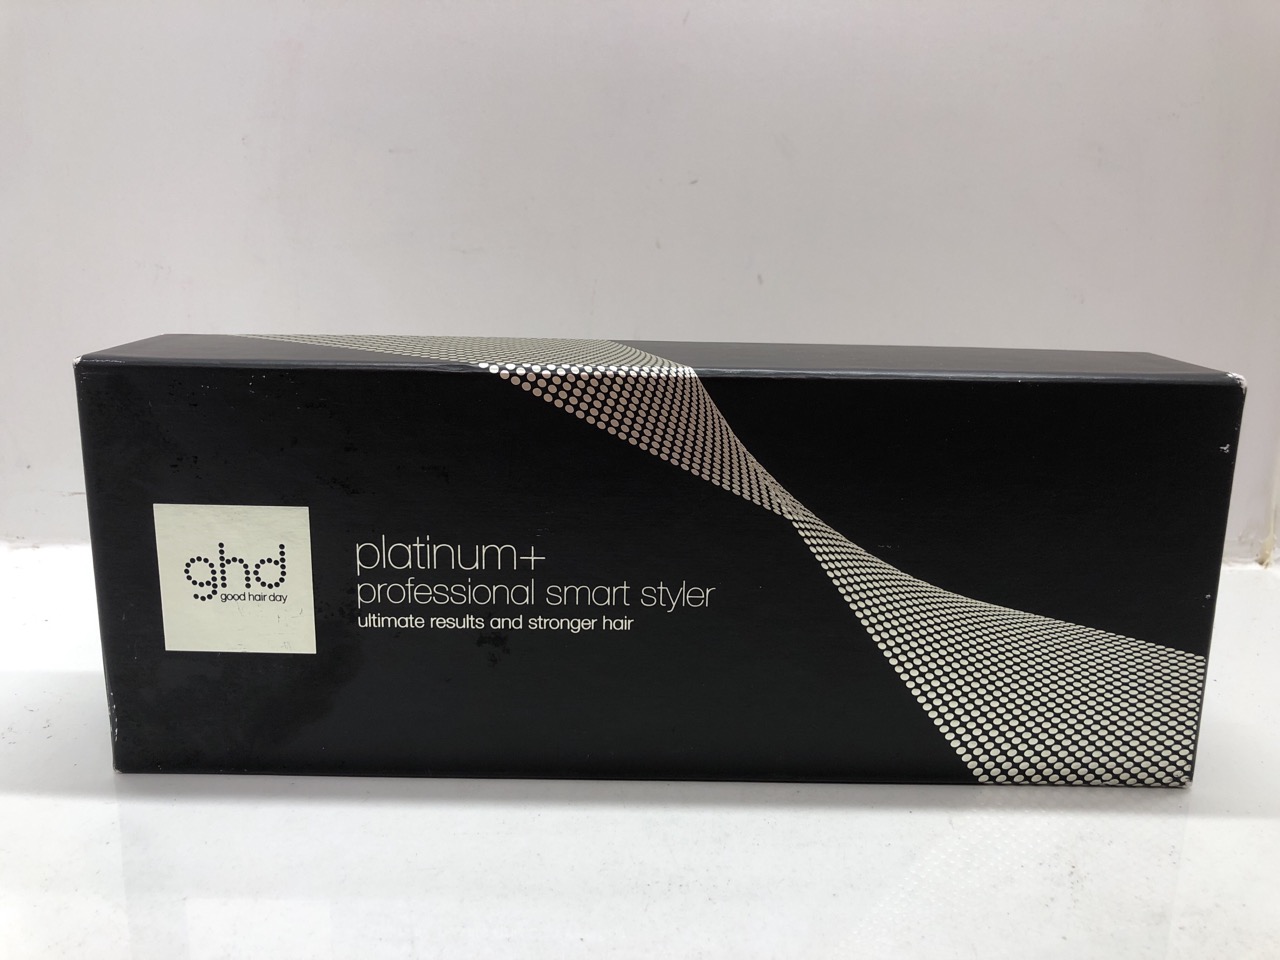 ghd
good hair day
platinum+
professional smart styler
ultimate results and stronger hair